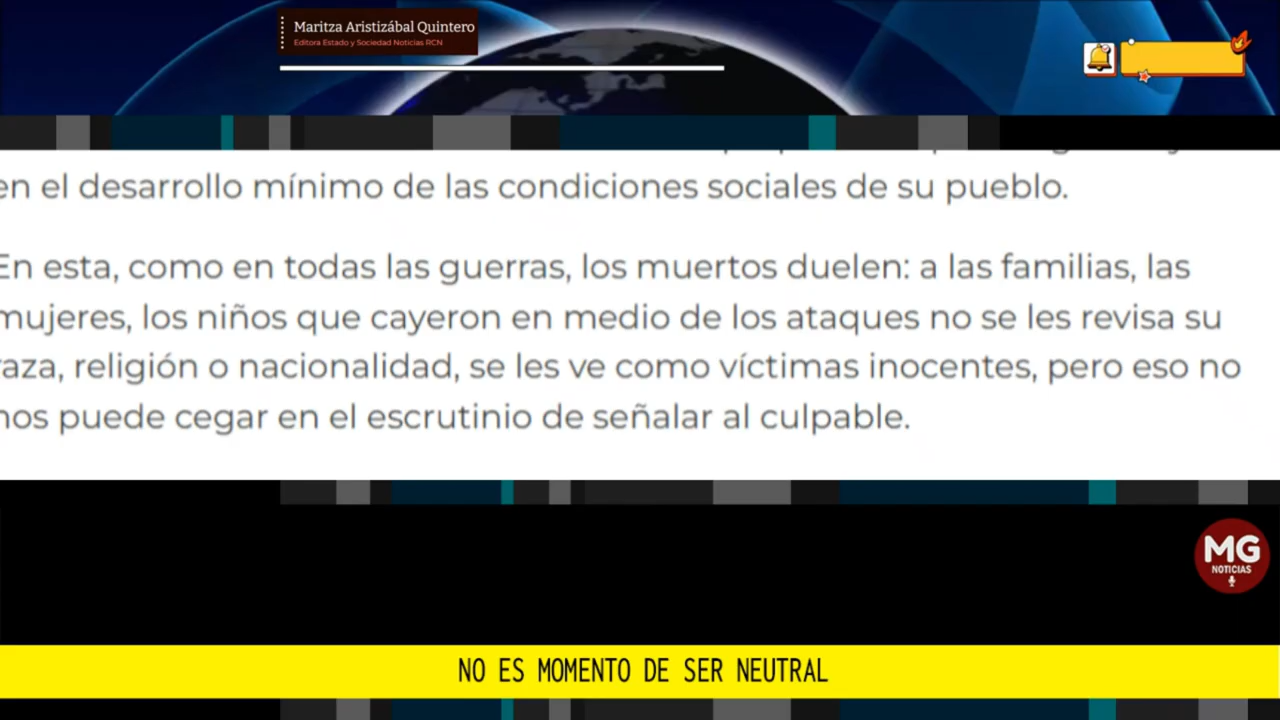 Maritza Aristizábal Quintero
Editora Estado y Sociedad Noticias RCN
en el desarrollo mínimo de las condiciones sociales de su pueblo.
En esta, como en todas las guerras, los muertos duelen: a las familias, las
mujeres, los niños que cayeron en medio de los ataques no se les revisa su
raza, religión o nacionalidad, se les ve como víctimas inocentes, pero eso no
nos puede cegar en el escrutinio de señalar al culpable.
MG
NOTICIAS
NO ES MOMENTO DE SER NEUTRAL